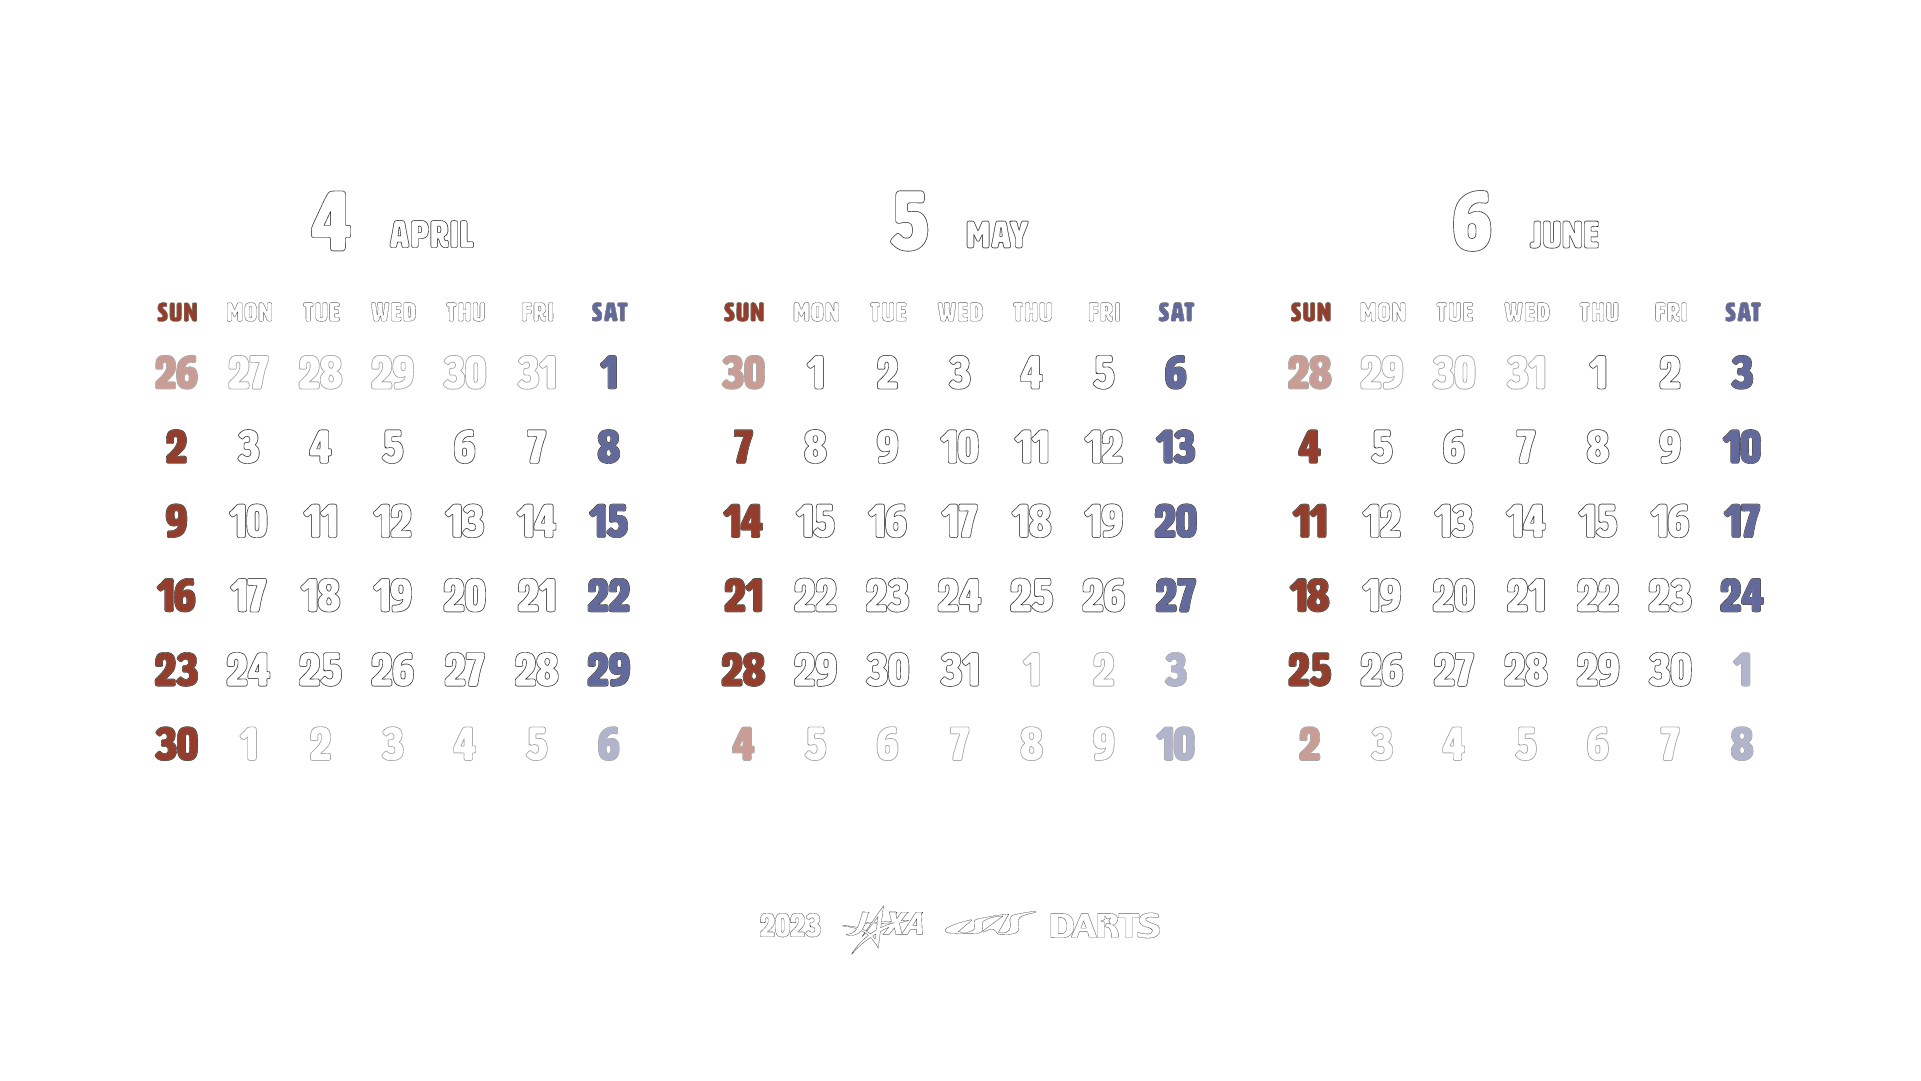 4 APRIL
SUN MON TUE WED THU FRI SAT
26 27 28 29 30 31 1
2 3 4 5 6 7 8
9 10 11 12 13 14 15
16 17 18 19 20 21 22
23 24 25 26 27 28 29
30 1 2 3 4 5 6
5 MAY
SUN MON TUE WED THU FRI SAT
30 1 2 3 4 5 6
7 8 9 10 11 12 13
14 15 16 17 18 19 20
21 22 23 24 25 26 27
28 29 30 31 1 2 3
4 5 6 7 8 9 10
6 JUNE
SUN MON TUE WED THU FRI SAT
28 29 30 31 1 2 3
4 5 6 7 8 9 10
11 12 13 14 15 16 17
18 19 20 21 22 23 24
25 26 27 28 29 30 1
2 3 4 5 6 7 8
2023 JAXA ISAS DARTS